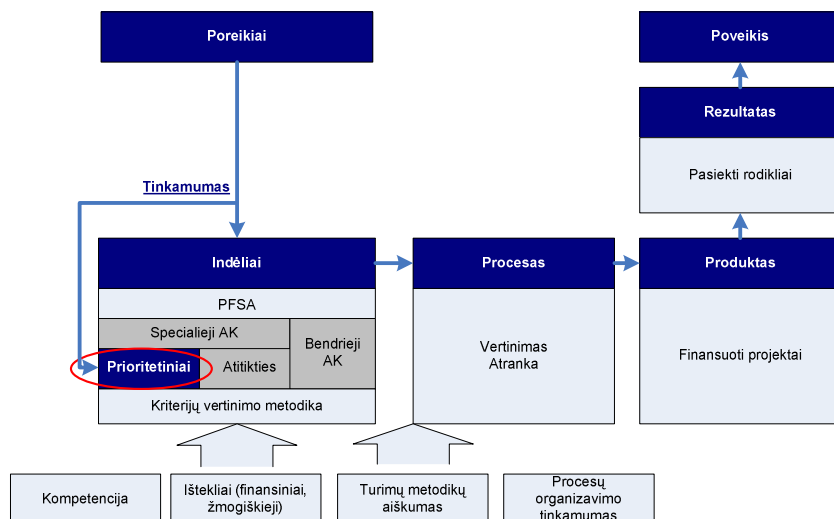 Poreikiai
Poveikis
Rezultatas
Pasiekti rodikliai
Tinkamumas
Indėliai
Procesas
Produktas
PFSA
Specialieji AK
Bendrieji
AK
Prioritetiniai
Atitikties
Kriterijų vertinimo metodika
Vertinimas
Atranka
Finansuoti projektai
Kompetencija
Ištekliai (finansiniai,
žmogiškieji)
Turimų metodikų
aiškumas
Procesų
organizavimo
tinkamumas